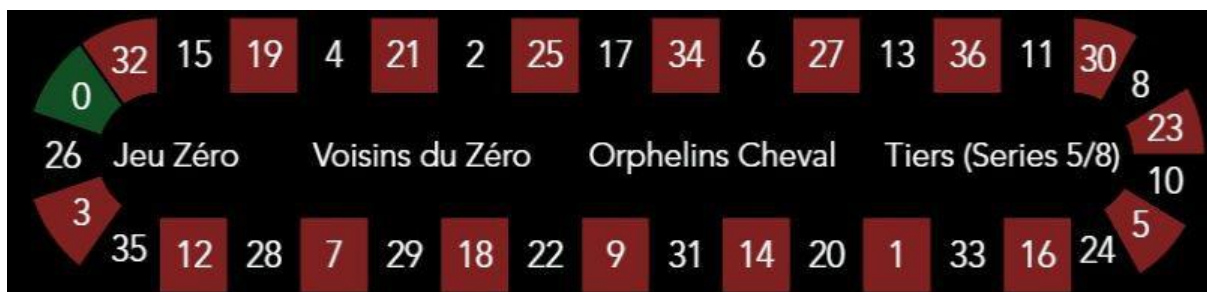 32 15 19 4 21 2 25 17 34 6 27 13 36 11 30
0 8
23
26 Jeu Zéro Voisins du Zéro Orphelins Cheval Tiers (Series 5/8) 10
3 5
35 12 28 7 29 18 22 9 31 14 20 1 33 16 24